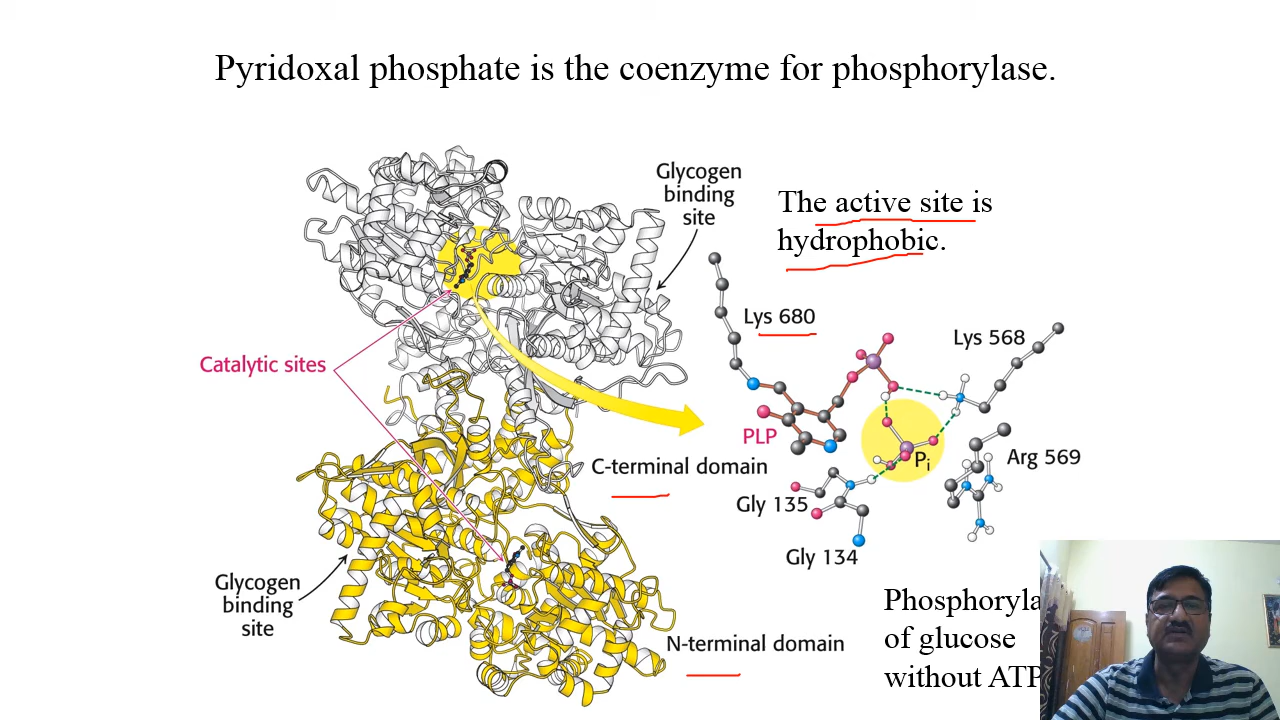 Pyridoxal phosphate is the coenzyme for phosphorylase.
Glycogen
binding
site
The active site is
hydrophobic.
Lys 680
Lys 568
Catalytic sites
PLP
C-terminal domain
Pi
Arg 569
Gly 135
Gly 134
Glycogen
binding
site
N-terminal domain
of glucose
without ATP